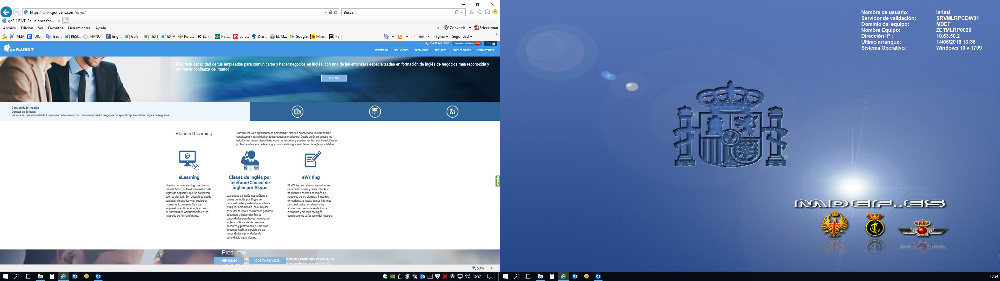 https://www.gofluent.com/es-es/
Buscar...
goFLUENT: Soluciones for...
Archivo Edición Ver Favoritos Herramientas Ayuda
Convertir Seleccionar
IALIA IDIO... Trad... RESI... MANU... Engl... Guía... TEXT EX-A Rinc... EL P... Part... curs... Diar... EL M... Google Mini... Parl...
Página Seguridad
+34 91 447 66 90 Cambiar de país/Región LOGIN
goFLUENT
BENEFICIOS SOLUCIONES PRODUCTOS RECURSOS QUIÉNES SOMOS CONTÁCTANOS
Mejora la capacidad de tus empleados para comunicarse y hacer negocios en inglés, con una de las empresas especializadas en formación de inglés de negocios más reconocida y
de mayor confianza del mundo.
LEER MÁS
Centros de formación
Director de Estudios
Impulsa la competitividad de tus centros de formación con nuestro innovador programa de aprendizaje blended en inglés de negocios.
Blended Learning
Nuestra solución optimizada de aprendizaje blended proporciona un aprendizaje
consistente y de calidad en todos nuestros productos. Desde un único acceso los
estudiantes tienen disponibles todos los recursos y pueden realizar una transición sin
problemas desde su e-learning y cursos eWriting a sus clases de inglés por teléfono.
eLearning
Nuestro portal eLearning cuenta con
más de 5000 contenidos formativos de
inglés de negocios, que se actualizan
con regularidad. Son accesibles desde
cualquier dispositivo y en cualquier
momento, lo que permite a tus
empleados a utilizar el inglés como
herramienta de comunicación en los
negocios de forma eficiente.
Clases de inglés por
teléfono/Clases de
inglés por Skype
Las clases de inglés por teléfono o
clases de inglés por Skype son
personalizadas y están disponibles a
cualquier hora del día, en cualquier
parte del mundo. Los alumnos ganarán
seguridad y desarrollarán sus
capacidades para hacer negocios en
inglés con la ayuda de nuestros
docentes y profesionales. Nuestros
docentes están al servicio de las
necesidades y prioridades de
aprendizaje cada alumno.
eWriting
El eWriting es la herramienta idónea
para perfeccionar y desarrollar las
habilidades escritas en inglés de
negocios de los alumnos. Nuestros
formadores, a través de sus informes
personalizados, ayudarán a los
alumnos a comunicarse de forma
elocuente y efectiva en inglés,
contribuyendo así al éxito del negocio.
ayuda
Productos
mativas y contenidos ofrecidos, los
capacidades de comunicación:
VER DEMO CONTÁCTANOS
50%
15:24
Nombre de usuario: lariasl
Servidor de validación: SRVMLRPCDW01
Dominio del equipo: MDEF
Nombre Equipo: ZETMLRP0036
Dirección IP : 10.63.50.2
Ultimo arranque: 14/05/2018 13:36
Sistema Operativo: Windows 10 v.1709
MDEF.ES
15:24